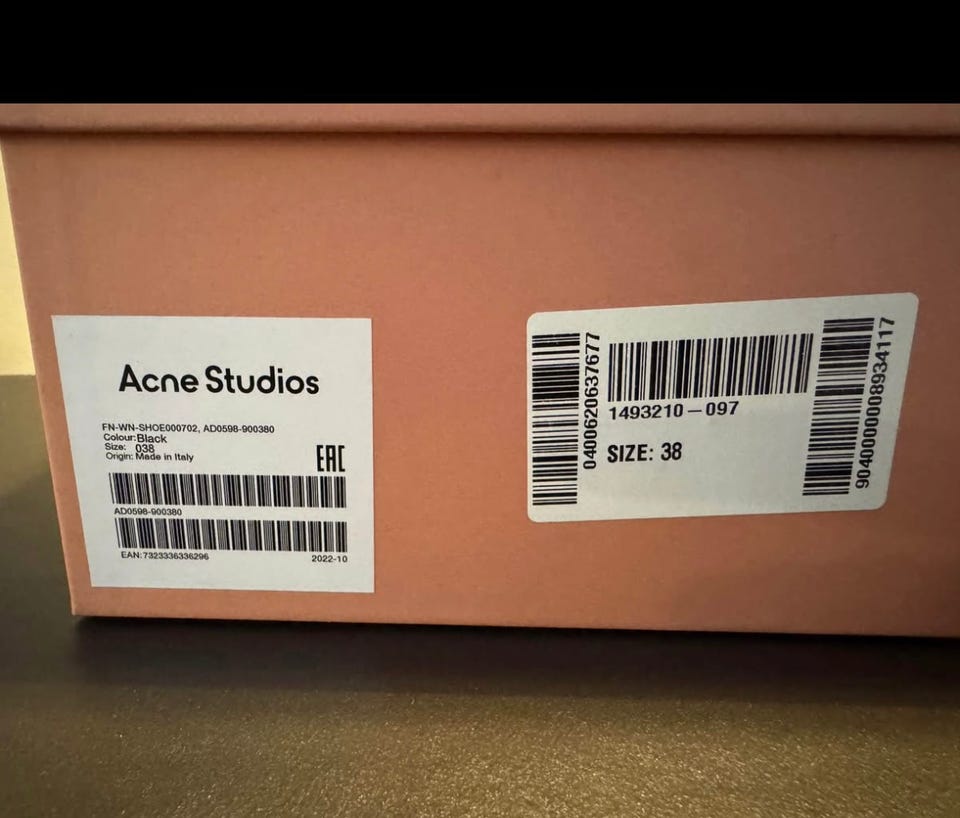 Acne Studios
FN-WN-SHOE000702, AD0598-900380
Colour: Black
Size: 038
Origin: Made in Italy
EAC
AD0598-900380
EAN: 7323336336296
2022-10
0400620637677
1493210-097
SIZE: 38
9040000008934117